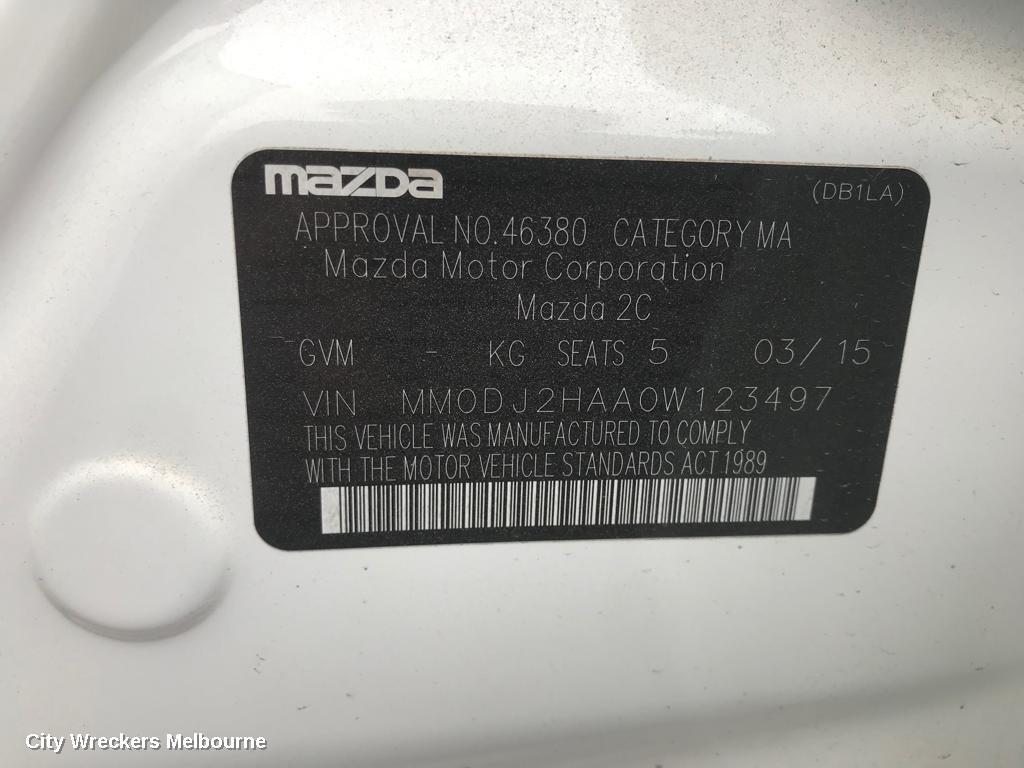 mazda
(DB1LA)
APPROVAL NO.46380 CATEGORY MA
Mazda Motor Corporation
Mazda 2C
GVM - KG SEATS 5 03/15
VIN MM0DJ2HAA0W123497
THIS VEHICLE WAS MANUFACTURED TO COMPLY
WITH THE MOTOR VEHICLE STANDARDS ACT 1989
City Wreckers Melbourne